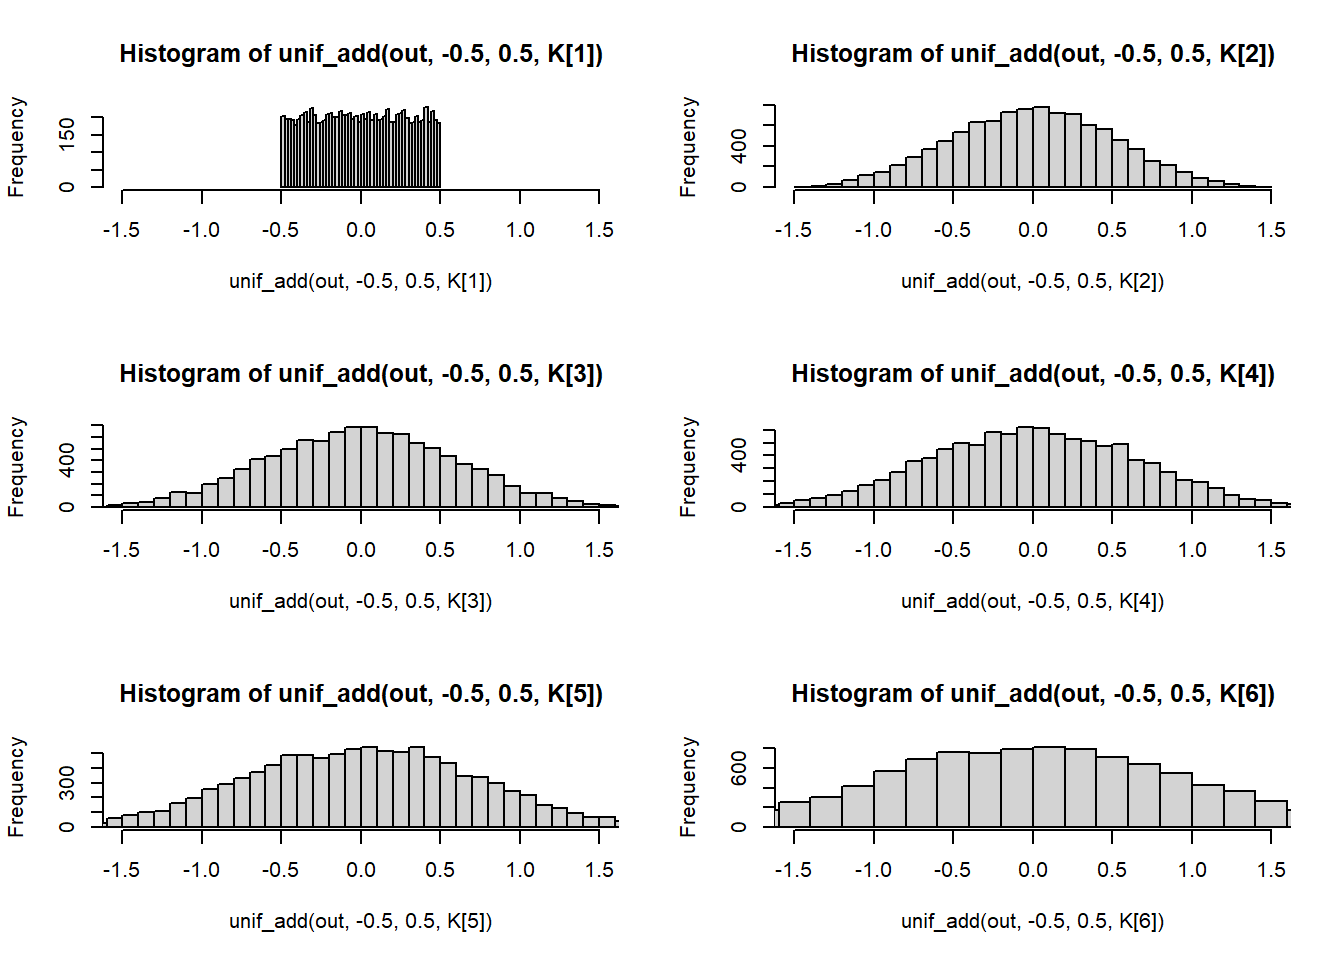 Histogram of unif_add(out, -0.5, 0.5, K[1])
Frequency
0 150
-1.5 -1.0 -0.5 0.0 0.5 1.0 1.5
unif_add(out, -0.5, 0.5, K[1])
Histogram of unif_add(out, -0.5, 0.5, K[2])
Frequency
0 400
-1.5 -1.0 -0.5 0.0 0.5 1.0 1.5
unif_add(out, -0.5, 0.5, K[2])
Histogram of unif_add(out, -0.5, 0.5, K[3])
Frequency
0 400
-1.5 -1.0 -0.5 0.0 0.5 1.0 1.5
unif_add(out, -0.5, 0.5, K[3])
Histogram of unif_add(out, -0.5, 0.5, K[4])
Frequency
0 400
-1.5 -1.0 -0.5 0.0 0.5 1.0 1.5
unif_add(out, -0.5, 0.5, K[4])
Histogram of unif_add(out, -0.5, 0.5, K[5])
Frequency
0 300
-1.5 -1.0 -0.5 0.0 0.5 1.0 1.5
unif_add(out, -0.5, 0.5, K[5])
Histogram of unif_add(out, -0.5, 0.5, K[6])
Frequency
0 600
-1.5 -1.0 -0.5 0.0 0.5 1.0 1.5
unif_add(out, -0.5, 0.5, K[6])